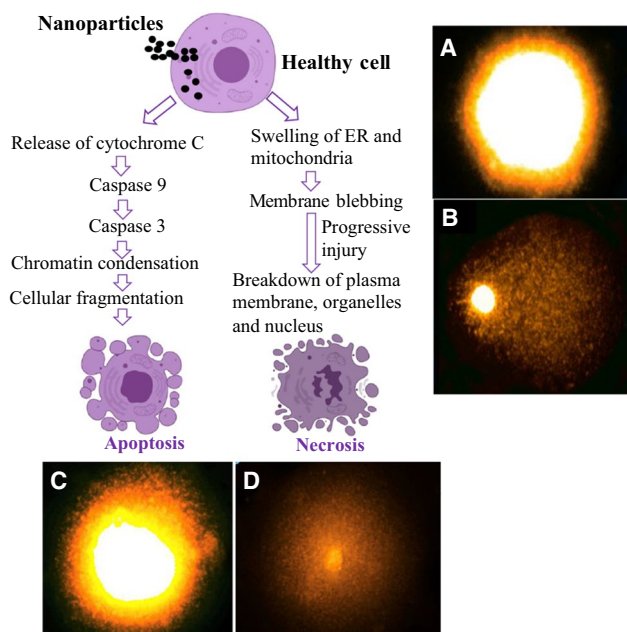 Nanoparticles
Healthy cell
Release of cytochrome C
Caspase 9
Caspase 3
Chromatin condensation
Cellular fragmentation
Apoptosis
Swelling of ER and
mitochondria
Membrane blebbing
Progressive
injury
Breakdown of plasma
membrane, organelles
and nucleus
Necrosis
A
B
C
D